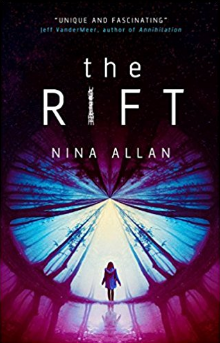 "UNIQUE AND FASCINATING"
Jeff VanderMeer, author of Annihilation
the
RIFT
NINA ALLAN